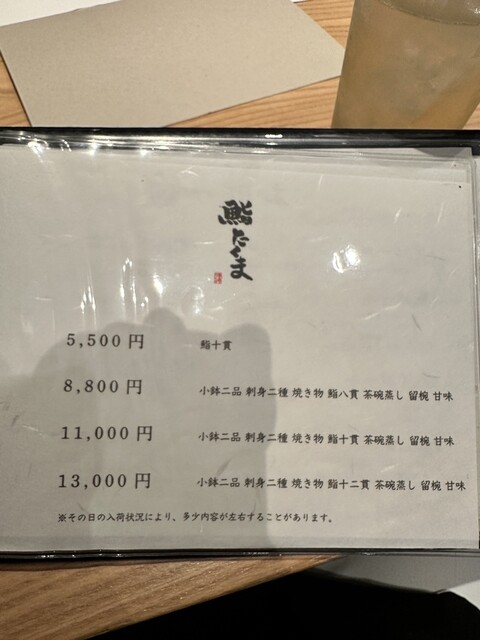 鮨たくま
5,500円 鮨十貫
8,800円 小鉢二品 刺身二種 焼き物 鮨八貫 茶碗蒸し 留椀 甘味
11,000円 小鉢二品 刺身二種 焼き物 鮨十貫 茶碗蒸し 留椀 甘味
13,000円 小鉢二品 刺身二種 焼き物 鮨十二貫 茶碗蒸し 留椀 甘味
※その日の入荷状況により、多少内容が左右することがあります。